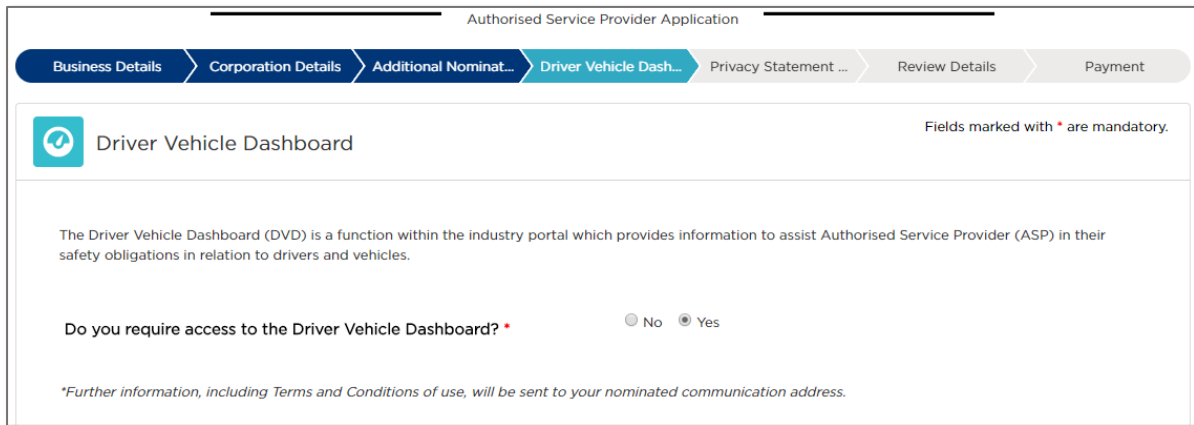 Authorised Service Provider Application
Business Details Corporation Details Additional Nominat... Driver Vehicle Dash... Privacy Statement ... Review Details Payment
Driver Vehicle Dashboard
Fields marked with * are mandatory.
The Driver Vehicle Dashboard (DVD) is a function within the industry portal which provides information to assist Authorised Service Provider (ASP) in their
safety obligations in relation to drivers and vehicles.
Do you require access to the Driver Vehicle Dashboard? * No Yes
*Further information, including Terms and Conditions of use, will be sent to your nominated communication address.